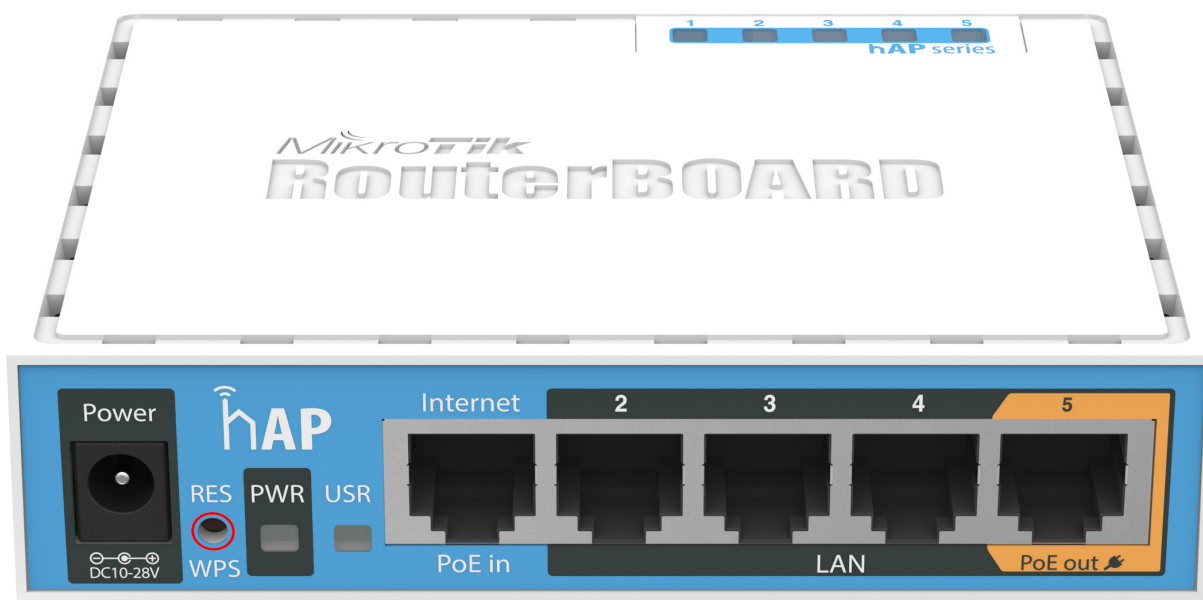 1 2 3 4 5
hAP series
MikroTik
RouterBOARD
Power
hAP
Internet
2
3
4
5
RES
PWR
USR
DC10-28V
WPS
PoE in
LAN
PoE out